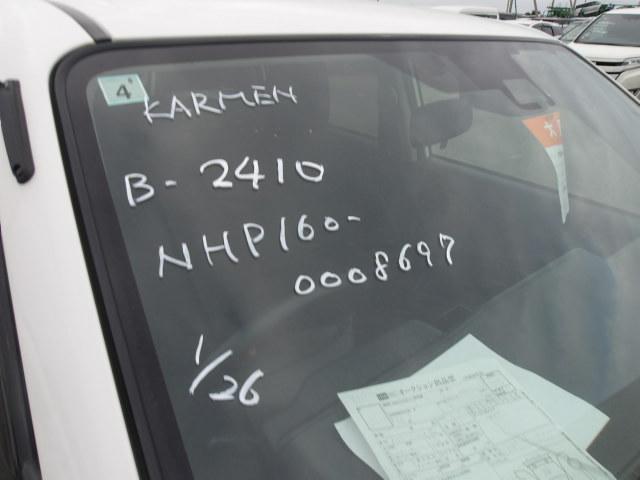 4
KARMEN
B-2410
NHP160-
0008697
1/26